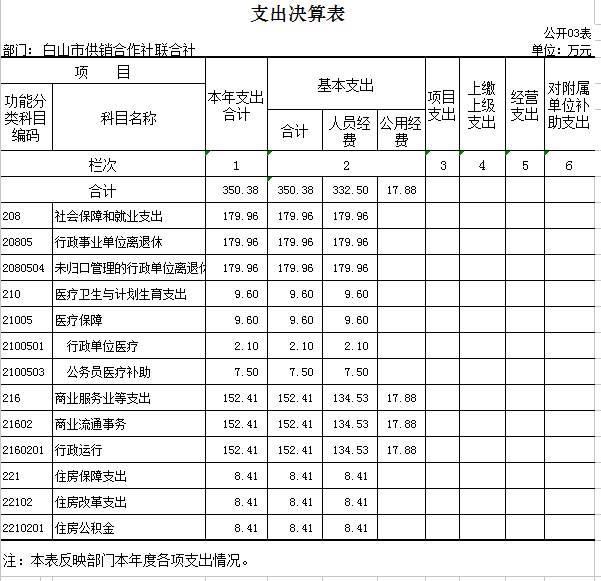 支出决算表
公开03表
部门：白山市供销合作社联合社 单位：万元
项 目 本年支出合计 基本支出 项目支出 上缴上级支出 经营支出 对附属单位补助支出
功能分类科目编码 科目名称 合计 人员经费 公用经费
栏次 1 2 3 4 5 6
合计 350.38 350.38 332.50 17.88
208 社会保障和就业支出 179.96 179.96 179.96
20805 行政事业单位离退休 179.96 179.96 179.96
2080504 未归口管理的行政单位离退休 179.96 179.96 179.96
210 医疗卫生与计划生育支出 9.60 9.60 9.60
21005 医疗保障 9.60 9.60 9.60
2100501 行政单位医疗 2.10 2.10 2.10
2100503 公务员医疗补助 7.50 7.50 7.50
216 商业服务业等支出 152.41 152.41 134.53 17.88
21602 商业流通事务 152.41 152.41 134.53 17.88
2160201 行政运行 152.41 152.41 134.53 17.88
221 住房保障支出 8.41 8.41 8.41
22102 住房改革支出 8.41 8.41 8.41
2210201 住房公积金 8.41 8.41 8.41
注：本表反映部门本年度各项支出情况。